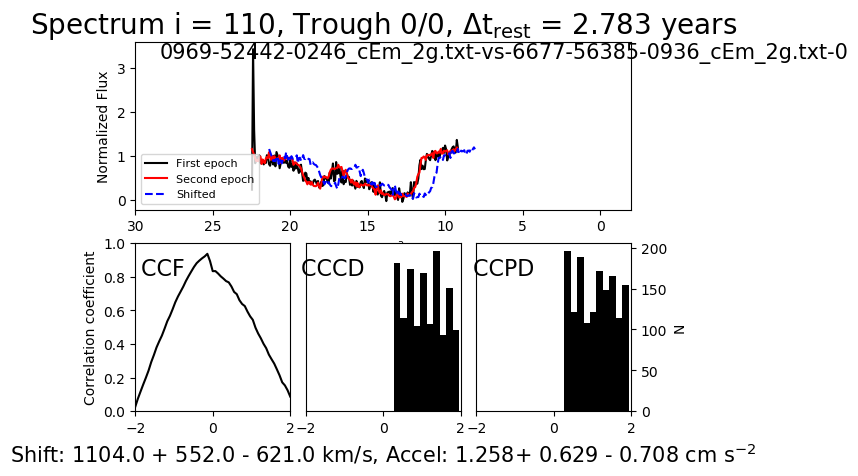 Spectrum i = 110, Trough 0/0, Δt_rest = 2.783 years
0969-52442-0246_cEm_2g.txt-vs-6677-56385-0936_cEm_2g.txt-0
Normalized Flux
3
2
1
0
First epoch
Second epoch
Shifted
30 25 20 15 10 5 0
CCF
CCCD
CCPD
Correlation coefficient
1.0
0.8
0.6
0.4
0.2
0.0
200
150
100
50
0
N
−2 0 2
−2 0 2
−2 0 2
Shift: 1104.0 + 552.0 - 621.0 km/s, Accel: 1.258+ 0.629 - 0.708 cm s⁻²